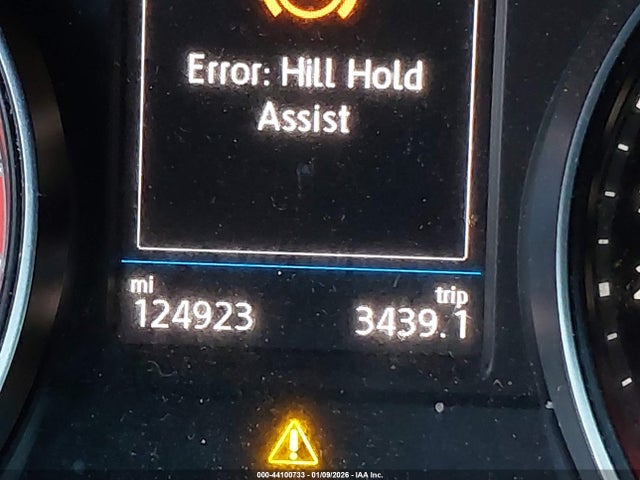 Error: Hill Hold
Assist
mi
trip
124923
3439.1
000-44100733 - 01/09/2026 - IAA Inc.